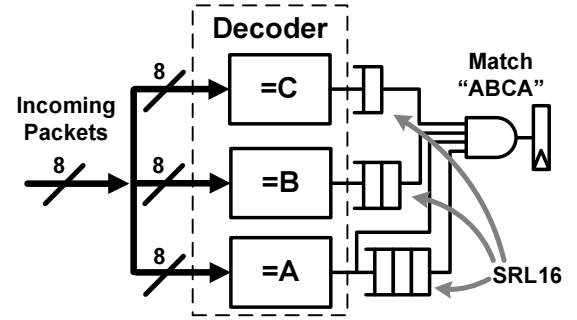 Decoder
8
=C
Match
“ABCA”
Incoming
Packets
8
8
=B
8
=A
SRL16